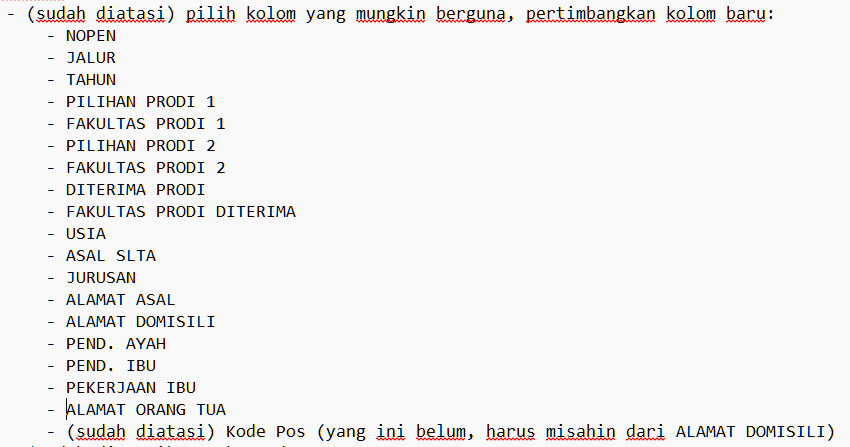 - (sudah diatasi) pilih kolom yang mungkin berguna, pertimbangkan kolom baru:
- NOPEN
- JALUR
- TAHUN
- PILIHAN PRODI 1
- FAKULTAS PRODI 1
- PILIHAN PRODI 2
- FAKULTAS PRODI 2
- DITERIMA PRODI
- FAKULTAS PRODI DITERIMA
- USIA
- ASAL SLTA
- JURUSAN
- ALAMAT ASAL
- ALAMAT DOMISILI
- PEND. AYAH
- PEND. IBU
- PEKERJAAN IBU
- ALAMAT ORANG TUA
- (sudah diatasi) Kode Pos (yang ini belum, harus misahin dari ALAMAT DOMISILI)